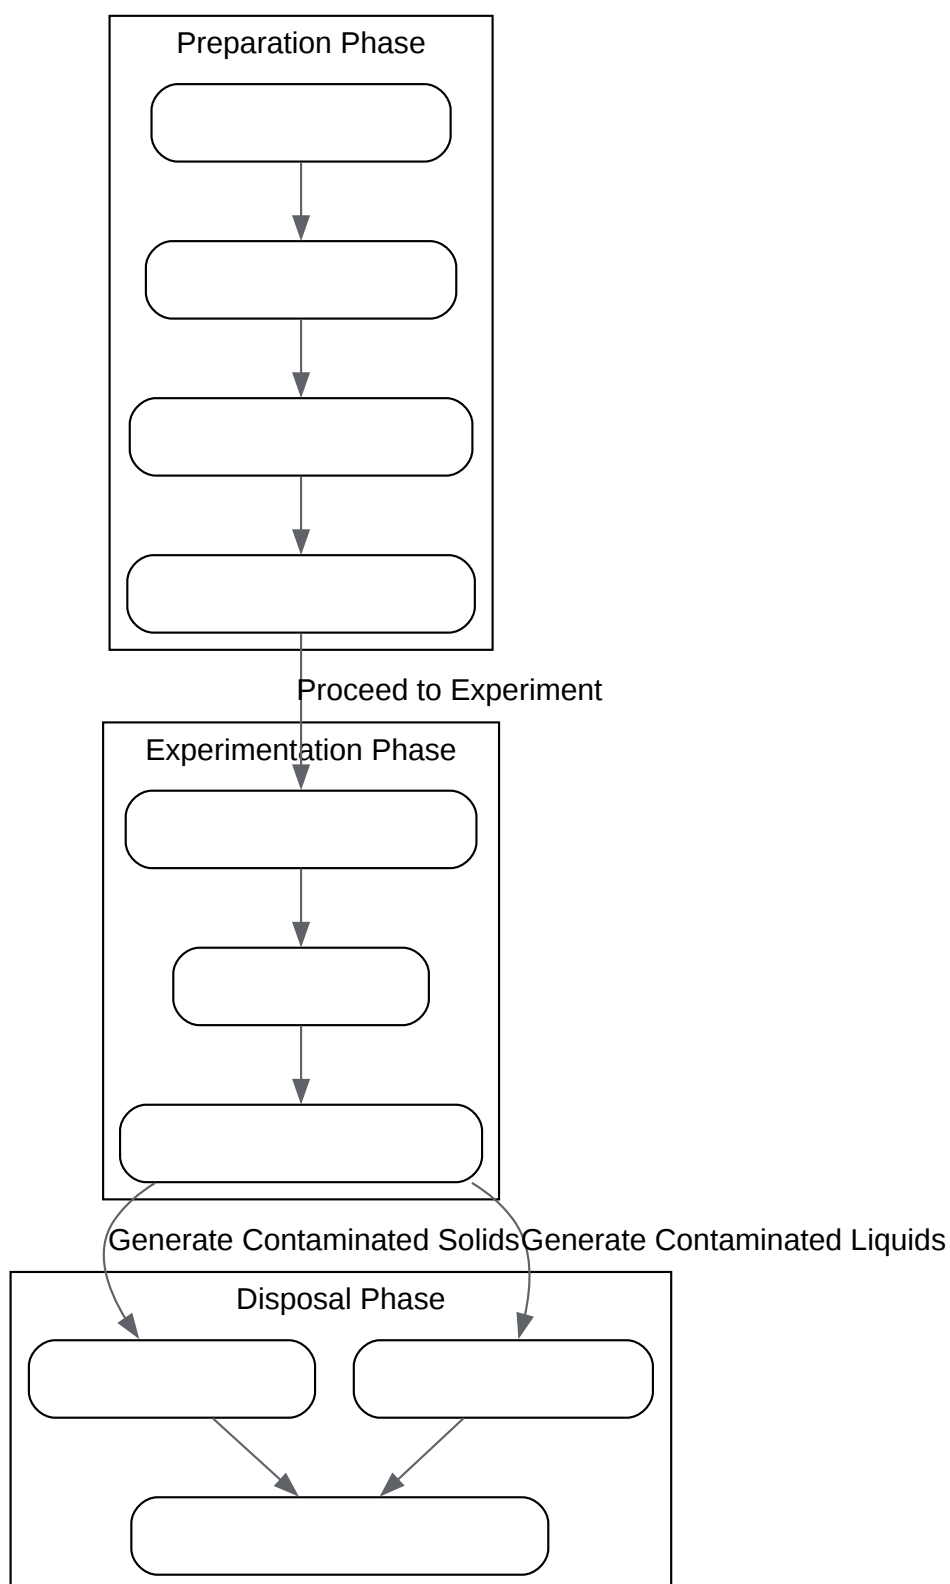 Preparation Phase
Proceed to Experiment
Experimentation Phase
Generate Contaminated Solids
Generate Contaminated Liquids
Disposal Phase